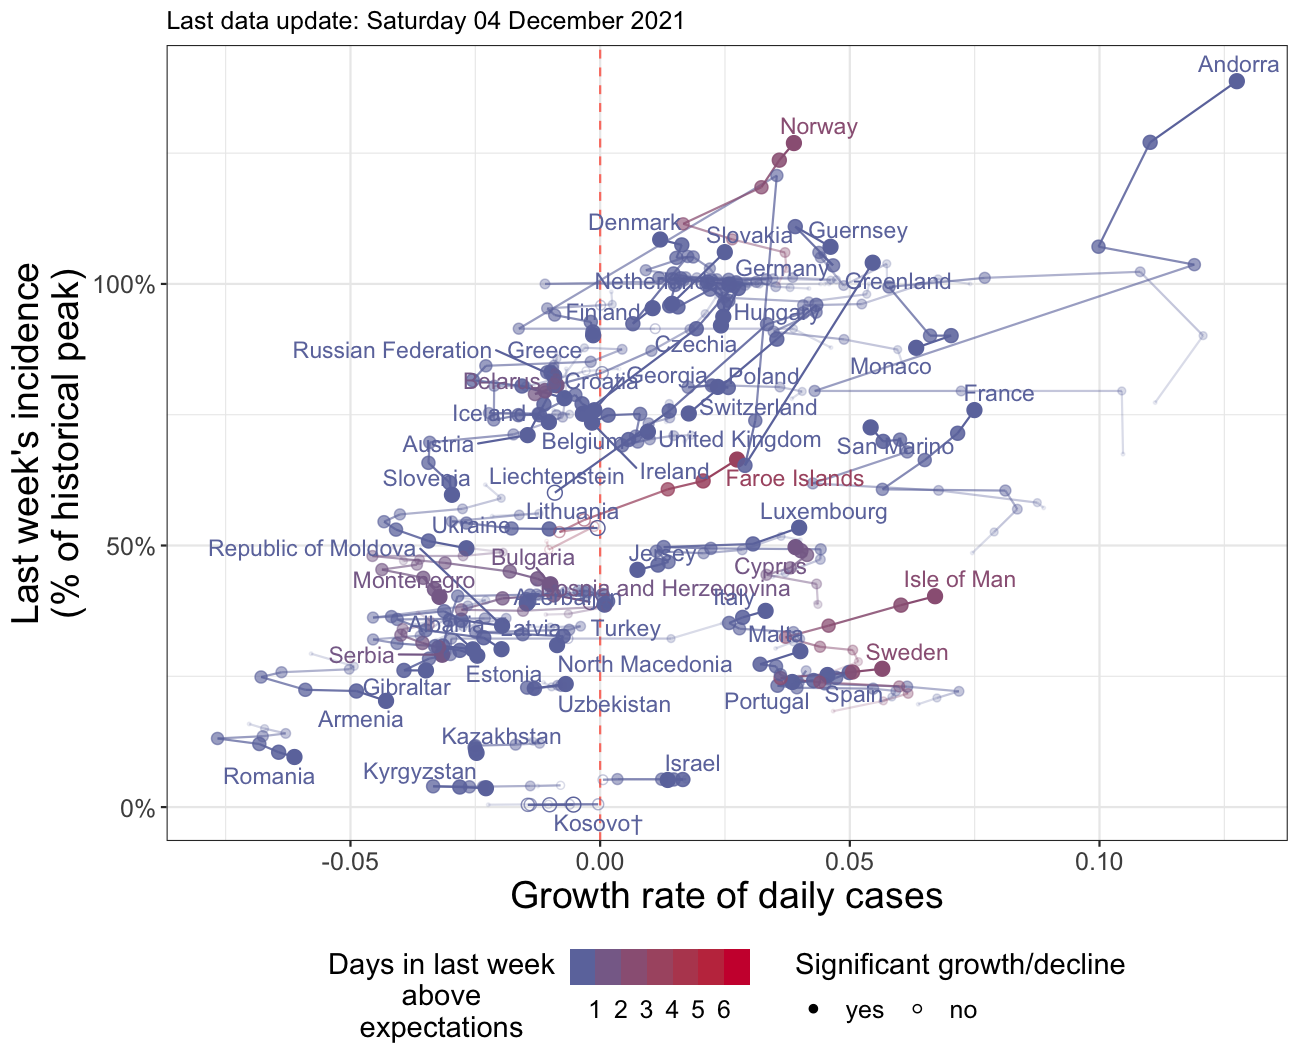 Last data update: Saturday 04 December 2021
Last week's incidence
(% of historical peak)
100%
50%
0%
Andorra
Norway
Denmark
Slovakia
Guernsey
Netherlands
Germany
Greenland
Finland
Hungary
Russian Federation
Greece
Czechia
Monaco
Belarus
Croatia
Georgia
Poland
France
Iceland
Switzerland
Austria
Belgium
United Kingdom
San Marino
Slovenia
Liechtenstein
Ireland
Faroe Islands
Ukraine
Lithuania
Luxembourg
Republic of Moldova
Bulgaria
Jersey
Cyprus
Montenegro
Bosnia and Herzegovina
Azerbaijan
Italy
Isle of Man
Albania
Latvia
Turkey
Malta
Serbia
North Macedonia
Sweden
Estonia
Gibraltar
Uzbekistan
Portugal
Spain
Armenia
Kazakhstan
Romania
Kyrgyzstan
Israel
Kosovo†
-0.05
0.00
0.05
0.10
Growth rate of daily cases
Days in last week
above
expectations
1 2 3 4 5 6
Significant growth/decline
yes
no